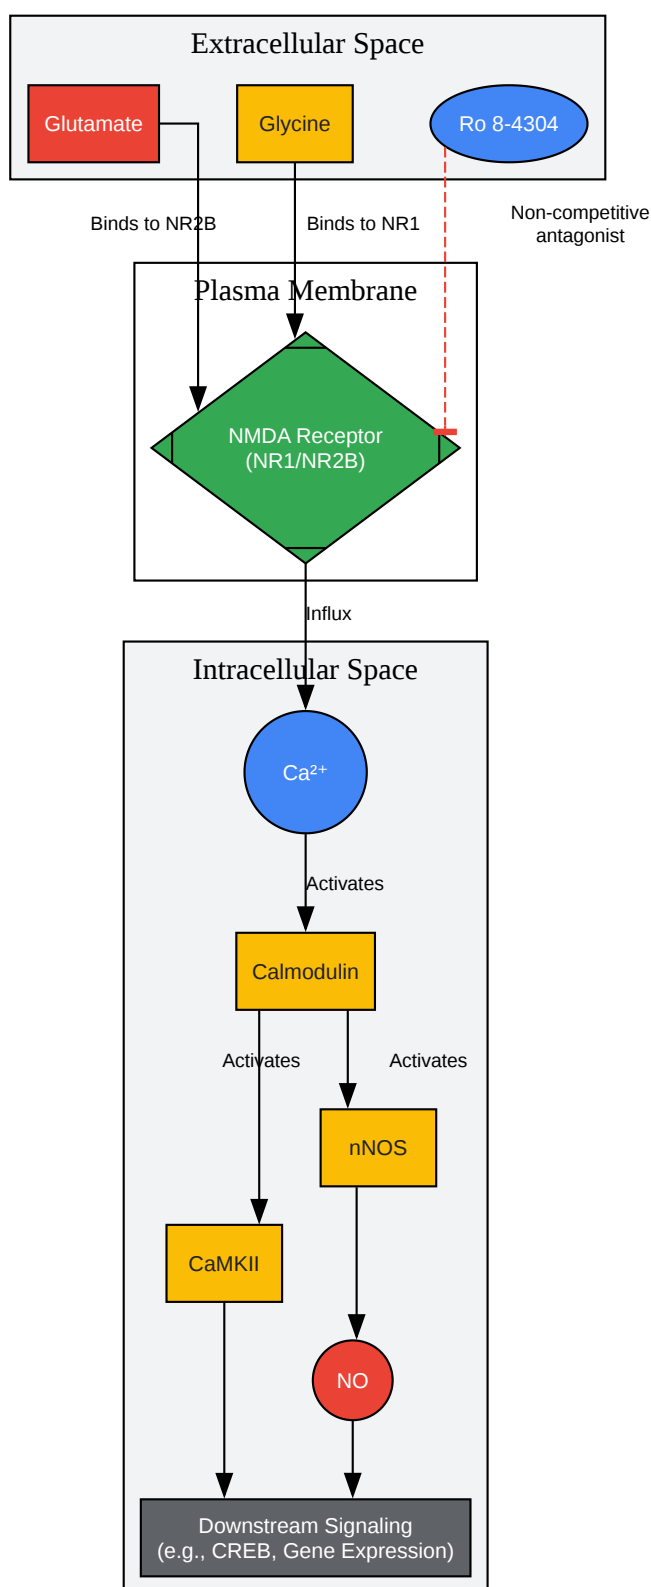 Extracellular Space
Glutamate
Glycine
Ro 8-4304
Binds to NR2B
Binds to NR1
Non-competitive
antagonist
Plasma Membrane
NMDA Receptor
(NR1/NR2B)
Influx
Intracellular Space
Ca²⁺
Activates
Calmodulin
Activates
Activates
nNOS
CaMKII
NO
Downstream Signaling
(e.g., CREB, Gene Expression)